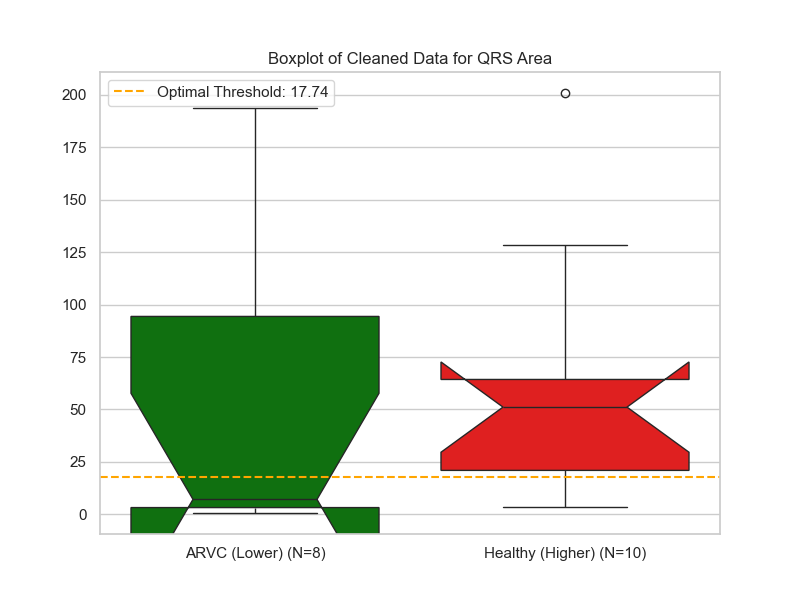 Boxplot of Cleaned Data for QRS Area
Optimal Threshold: 17.74
200
175
150
125
100
75
50
25
0
ARVC (Lower) (N=8)
Healthy (Higher) (N=10)